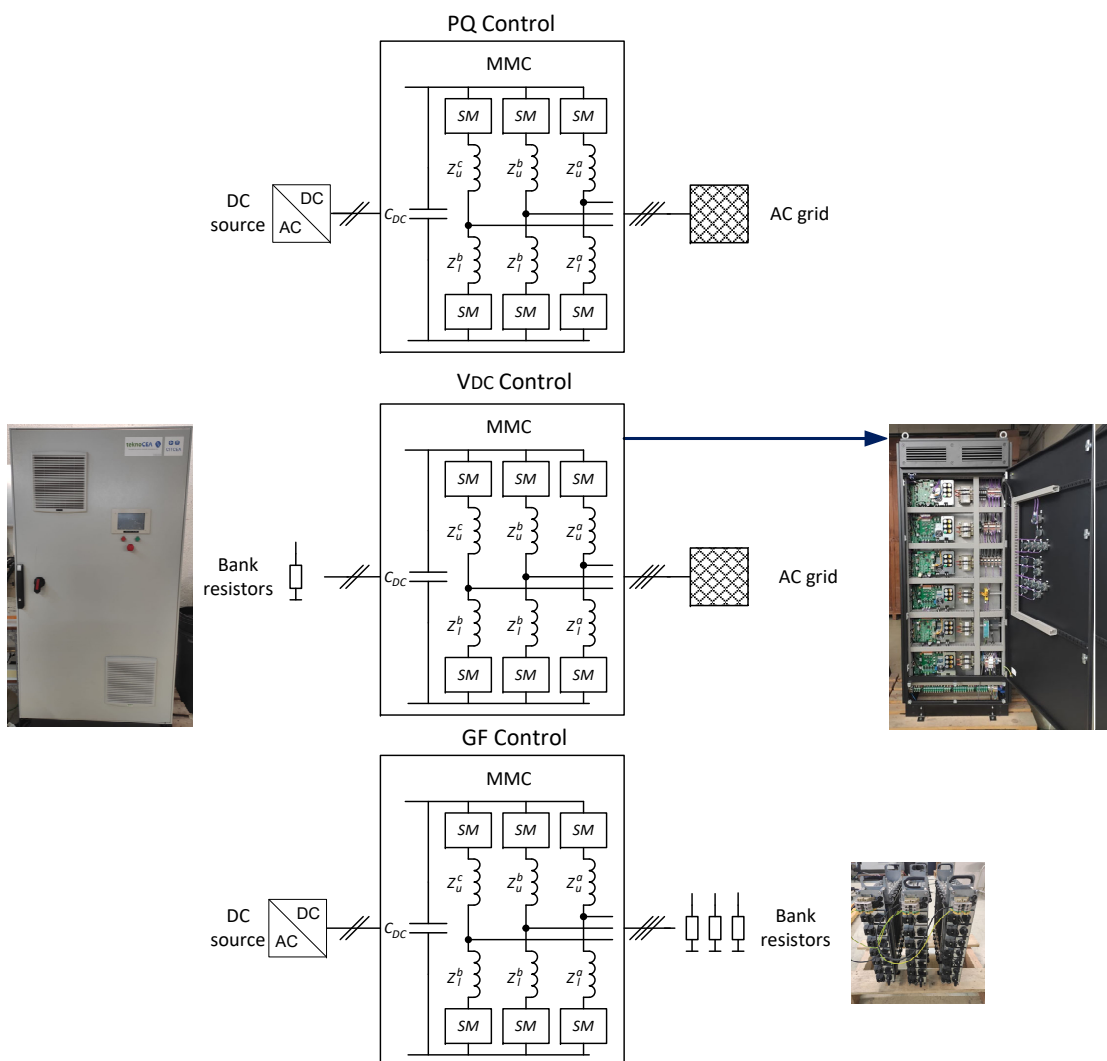 PQ Control
MMC
SM SM SM
Z_u^c Z_u^b Z_u^a
DC
source
DC
AC
C_DC
AC grid
Z_l^b Z_l^b Z_l^a
SM SM SM
VDC Control
MMC
SM SM SM
Z_u^c Z_u^b Z_u^a
teknoCEA
CITCEA
Bank
resistors
C_DC
AC grid
Z_l^b Z_l^b Z_l^a
SM SM SM
GF Control
MMC
SM SM SM
Z_u^c Z_u^b Z_u^a
DC
source
DC
AC
C_DC
Bank
resistors
Z_l^b Z_l^b Z_l^a
SM SM SM